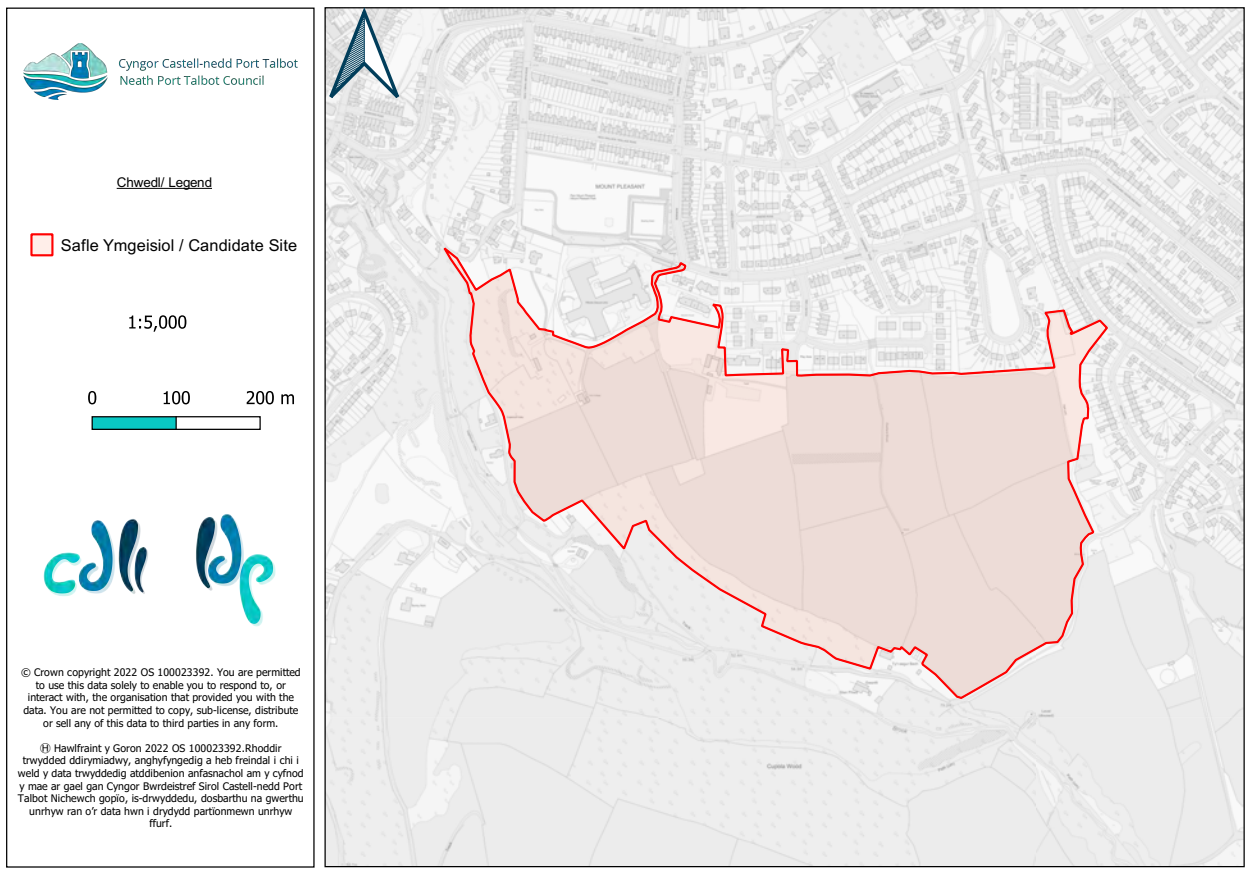 Cyngor Castell-nedd Port Talbot
Neath Port Talbot Council
Chwedl/ Legend
Safle Ymgeisiol / Candidate Site
1:5,000
0 100 200 m
cdll ldp
© Crown copyright 2022 OS 100023392. You are permitted
to use this data solely to enable you to respond to, or
interact with, the organisation that provided you with the
data. You are not permitted to copy, sub-license, distribute
or sell any of this data to third parties in any form.
Ⓗ Hawlfraint y Goron 2022 OS 100023392.Rhoddir
trwydded ddirymiadwy, anghyfyngedig a heb freindal i chi i
weld y data trwyddedig atddibenion anfasnachol am y cyfnod
y mae ar gael gan Cyngor Bwrdeistref Sirol Castell-nedd Port
Talbot Nichewch gopïo, is-drwyddedu, dosbarthu na gwerthu
unrhyw ran o'r data hwn i drydydd partïonmewn unrhyw
ffurf.
MOUNT PLEASANT
Cupola Wood